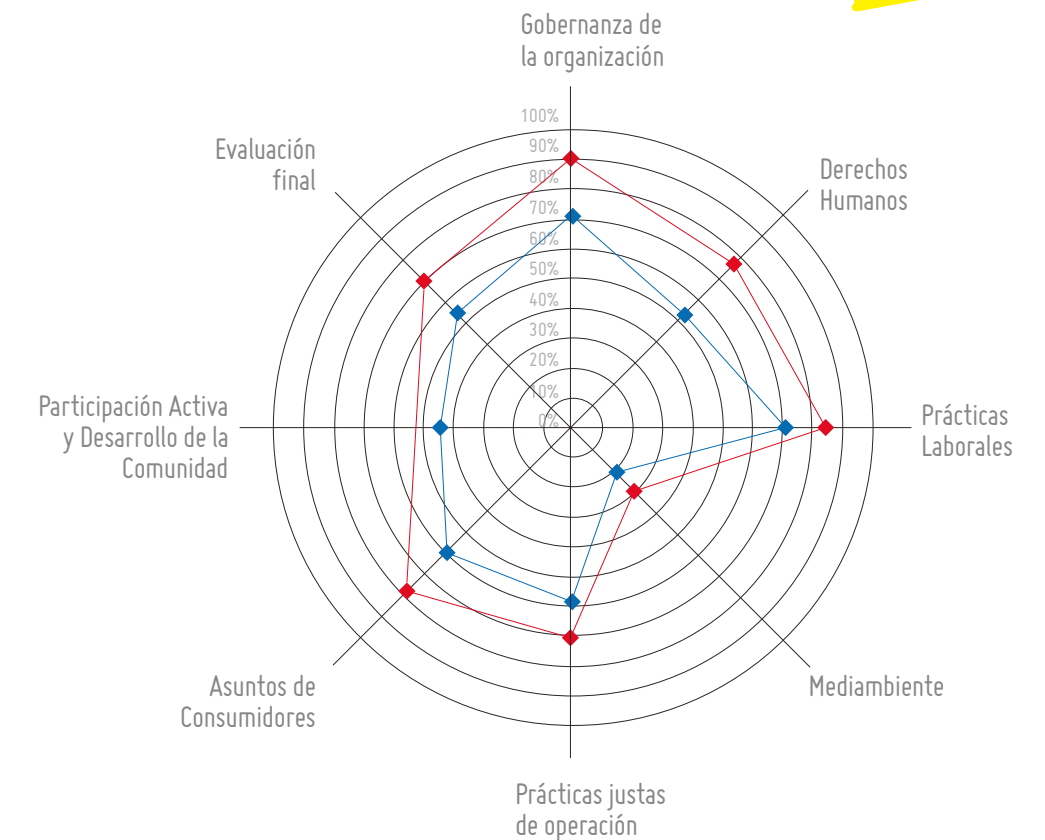 Gobernanza de
la organización
100%
90%
80%
70%
60%
50%
40%
30%
20%
10%
0%
Evaluación
final
Derechos
Humanos
Participación Activa
y Desarrollo de la
Comunidad
Prácticas
Laborales
Asuntos de
Consumidores
Mediambiente
Prácticas justas
de operación